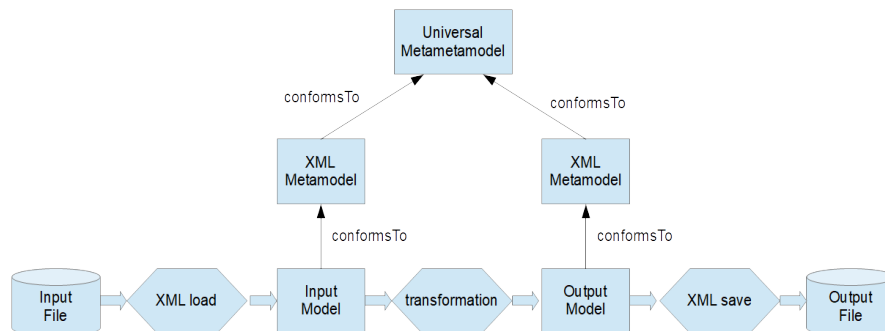 Universal
Metametamodel
conformsTo
conformsTo
XML
Metamodel
XML
Metamodel
conformsTo
conformsTo
Input
File
XML load
Input
Model
transformation
Output
Model
XML save
Output
File